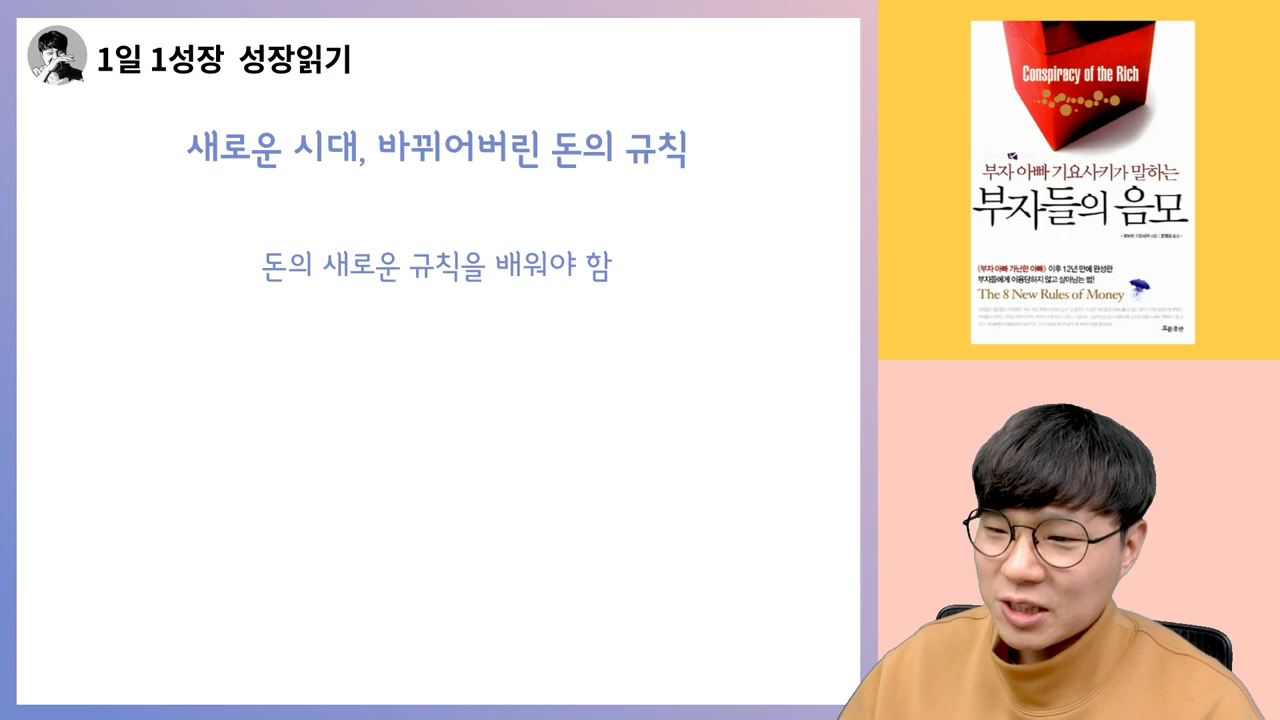 1일 1성장 성장읽기
새로운 시대, 바뀌어버린 돈의 규칙
돈의 새로운 규칙을 배워야 함
Conspiracy of the Rich
부자 아빠 기요사키가 말하는
부자들의 음모
《부자 아빠 가난한 아빠》 이후 12년 만에 완성한
부자들에게 이용당하지 않고 살아남는 법!
The 8 New Rules of Money
흐름출판